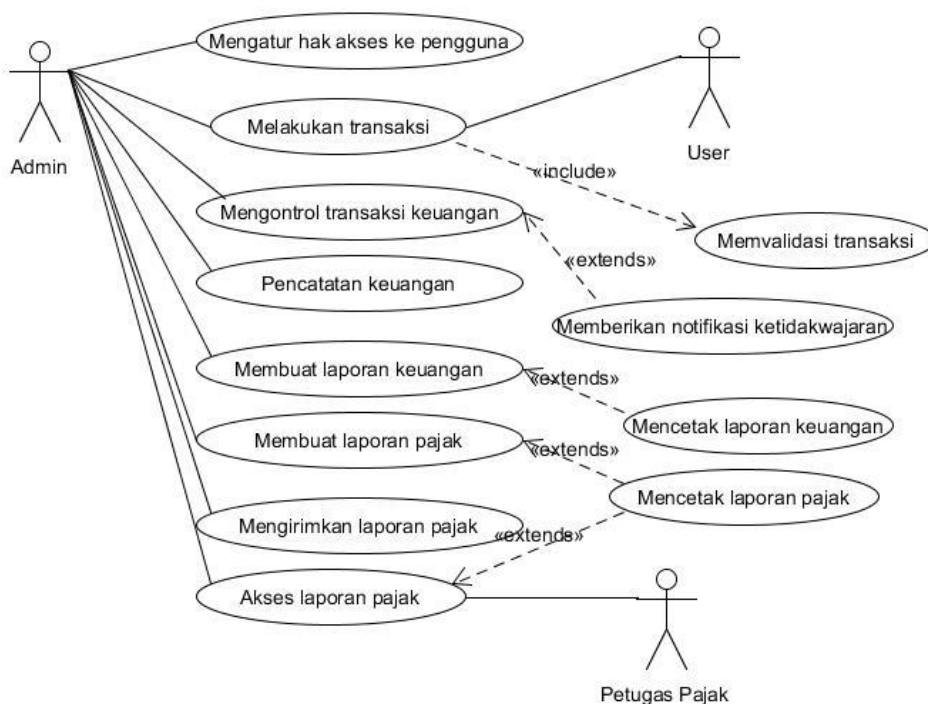 Mengatur hak akses ke pengguna
Melakukan transaksi
Admin
User
«include»
Mengontrol transaksi keuangan
Memvalidasi transaksi
«extends»
Pencatatan keuangan
Memberikan notifikasi ketidakwajaran
Membuat laporan keuangan
«extends»
Mencetak laporan keuangan
Membuat laporan pajak
«extends»
Mencetak laporan pajak
Mengirimkan laporan pajak
«extends»
Akses laporan pajak
Petugas Pajak